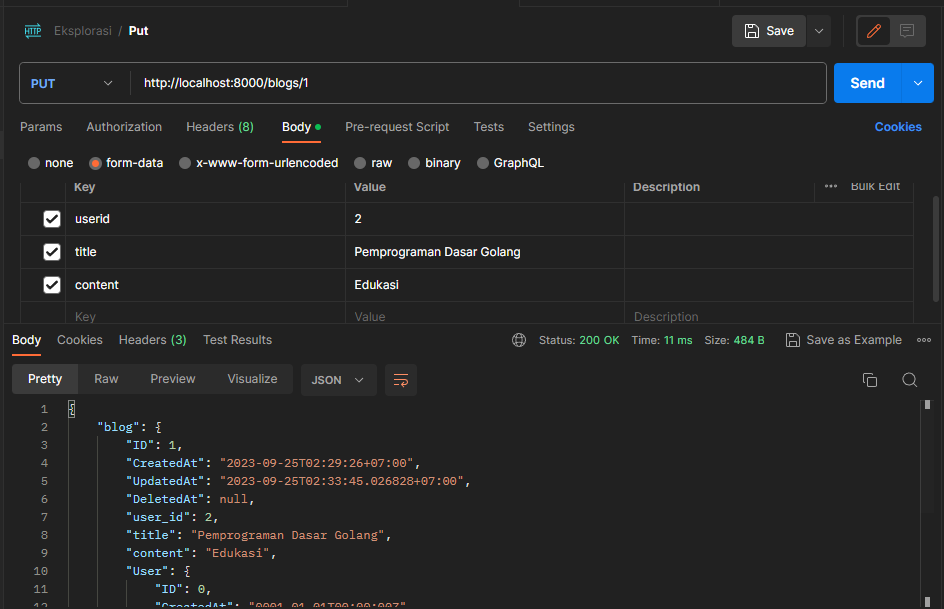 HTTP Eksplorasi / Put Save
PUT http://localhost:8000/blogs/1 Send
Params Authorization Headers (8) Body Pre-request Script Tests Settings Cookies
none form-data x-www-form-urlencoded raw binary GraphQL
Key Value Description ••• Bulk Edit
userid 2
title Pemprograman Dasar Golang
content Edukasi
Key Value Description
Body Cookies Headers (3) Test Results Status: 200 OK Time: 11 ms Size: 484 B Save as Example •••
Pretty Raw Preview Visualize JSON
1 {
2 "blog": {
3 "ID": 1,
4 "CreatedAt": "2023-09-25T02:29:26+07:00",
5 "UpdatedAt": "2023-09-25T02:33:45.026828+07:00",
6 "DeletedAt": null,
7 "user_id": 2,
8 "title": "Pemprograman Dasar Golang",
9 "content": "Edukasi",
10 "User": {
11 "ID": 0,
12 "CreatedAt": "0001-01-01T00:00:00Z"